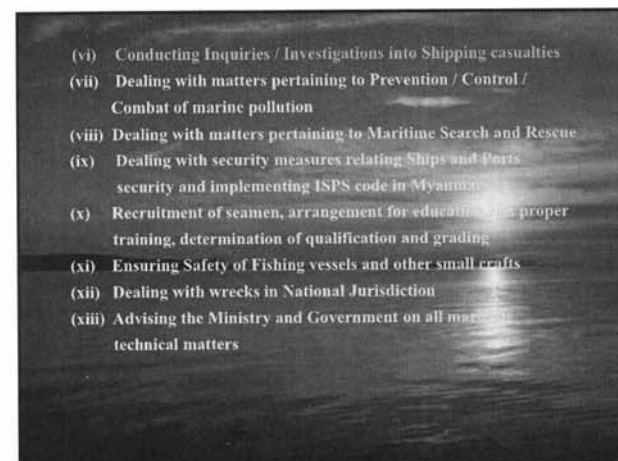 (vi) Conducting Inquiries / Investigations into Shipping casualties
(vii) Dealing with matters pertaining to Prevention / Control /
Combat of marine pollution
(viii) Dealing with matters pertaining to Maritime Search and Rescue
(ix) Dealing with security measures relating Ships and Ports
security and implementing ISPS code in Myanmar
(x) Recruitment of seamen, arrangement for education proper
training, determination of qualification and grading
(xi) Ensuring Safety of Fishing vessels and other small crafts
(xii) Dealing with wrecks in National Jurisdiction
(xiii) Advising the Ministry and Government on all
technical matters